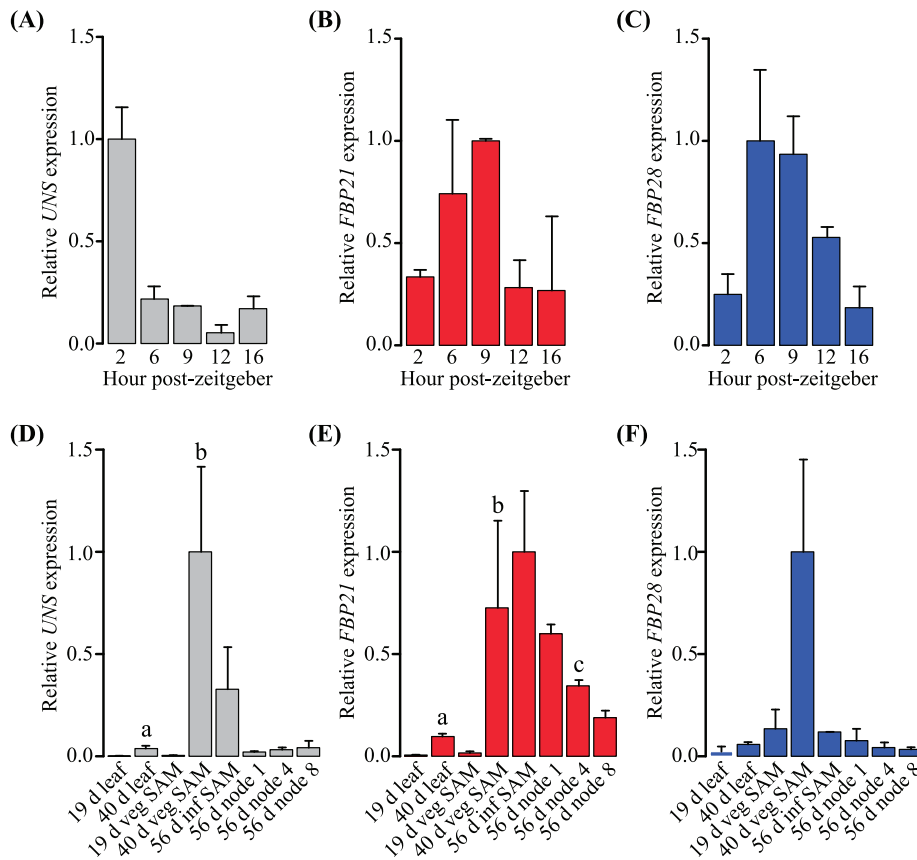 (A)
Relative UNS expression
1.5
1.0
0.5
0.0
2 6 9 12 16
Hour post-zeitgeber
(B)
Relative FBP21 expression
1.5
1.0
0.5
0.0
2 6 9 12 16
Hour post-zeitgeber
(C)
Relative FBP28 expression
1.5
1.0
0.5
0.0
2 6 9 12 16
Hour post-zeitgeber
(D)
Relative UNS expression
1.5
1.0
0.5
0.0
a
b
19 d leaf
40 d leaf
19 d veg SAM
40 d veg SAM
56 d inf SAM
56 d node 1
56 d node 4
56 d node 8
(E)
Relative FBP21 expression
1.5
1.0
0.5
0.0
a
b
c
19 d leaf
40 d leaf
19 d veg SAM
40 d veg SAM
56 d inf SAM
56 d node 1
56 d node 4
56 d node 8
(F)
Relative FBP28 expression
1.5
1.0
0.5
0.0
19 d leaf
40 d leaf
19 d veg SAM
40 d veg SAM
56 d inf SAM
56 d node 1
56 d node 4
56 d node 8